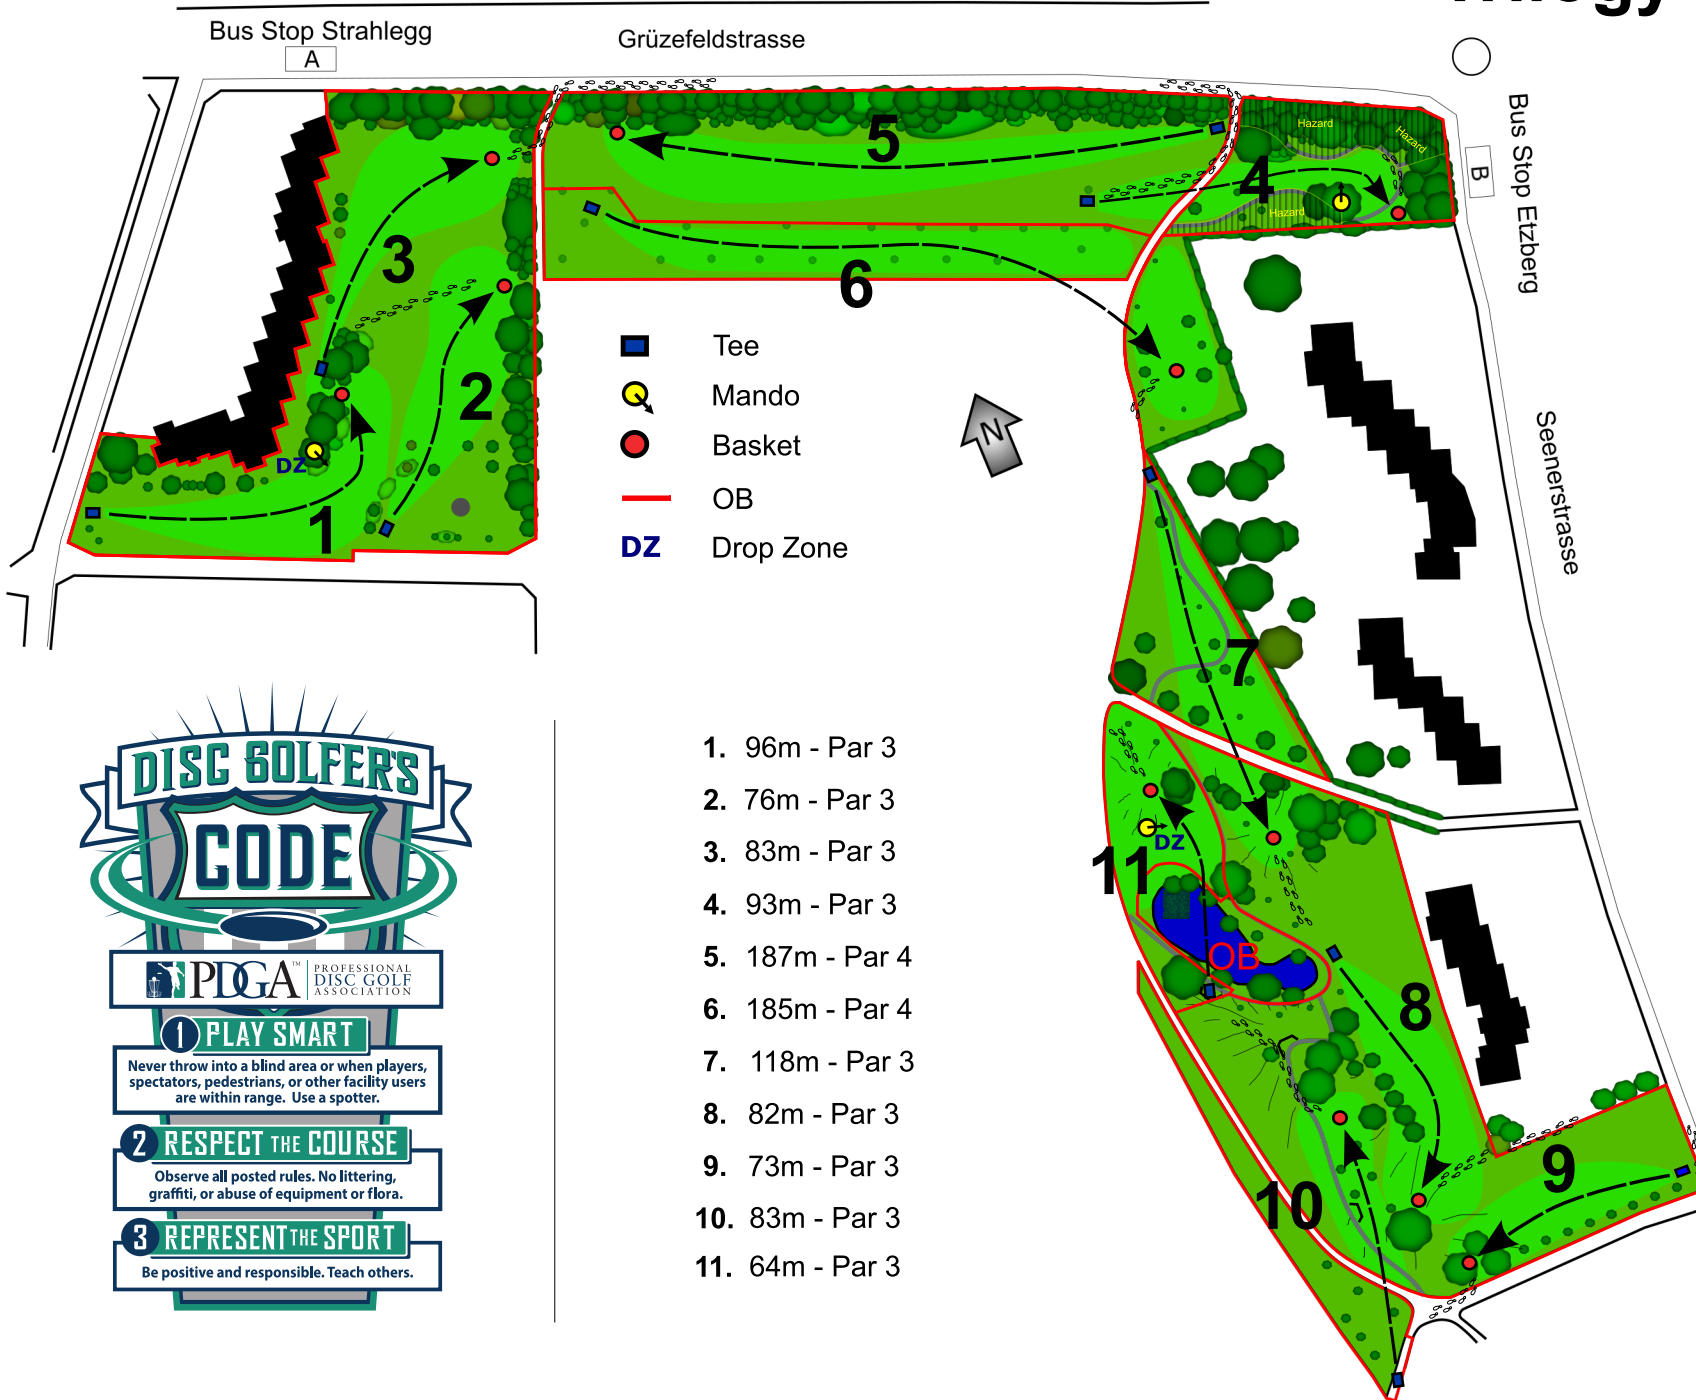 Trilogy
Bus Stop Strahlegg
A
Grüzefeldstrasse
Bus Stop Etzberg
B
Seenerstrasse
Hazard
Hazard
Hazard
5
4
3
6
2
1
DZ
Tee
Mando
Basket
OB
DZ Drop Zone
N
7
11
DZ
OB
8
9
10
DISC GOLFER'S
CODE
PDGA™
PROFESSIONAL
DISC GOLF
ASSOCIATION
1 PLAY SMART
Never throw into a blind area or when players,
spectators, pedestrians, or other facility users
are within range. Use a spotter.
2 RESPECT THE COURSE
Observe all posted rules. No littering,
graffiti, or abuse of equipment or flora.
3 REPRESENT THE SPORT
Be positive and responsible. Teach others.
1. 96m - Par 3
2. 76m - Par 3
3. 83m - Par 3
4. 93m - Par 3
5. 187m - Par 4
6. 185m - Par 4
7. 118m - Par 3
8. 82m - Par 3
9. 73m - Par 3
10. 83m - Par 3
11. 64m - Par 3